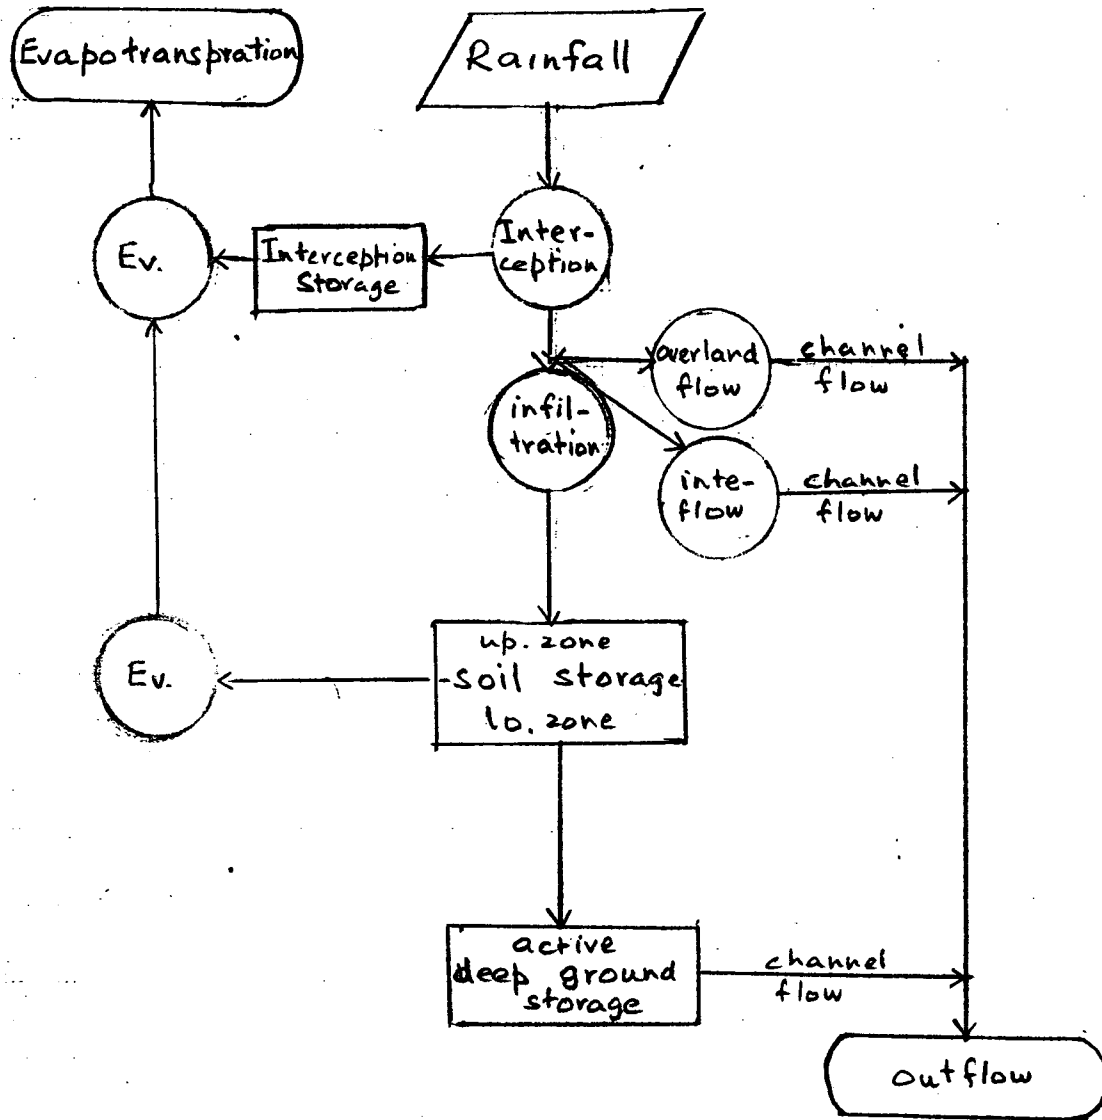 Evapotranspration
Rainfall
Inter-
ception
Interception
Storage
Ev.
infil-
tration
overland
flow
channel
flow
inte-
flow
channel
flow
up. zone
soil storage
lo. zone
Ev.
active
deep ground
storage
channel
flow
outflow